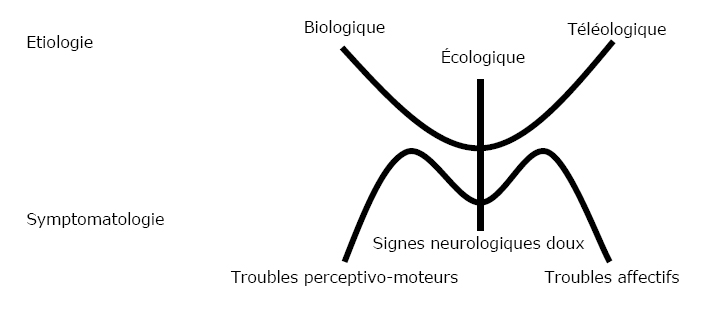 Biologique
Téléologique
Etiologie
Écologique
Symptomatologie
Signes neurologiques doux
Troubles perceptivo-moteurs
Troubles affectifs